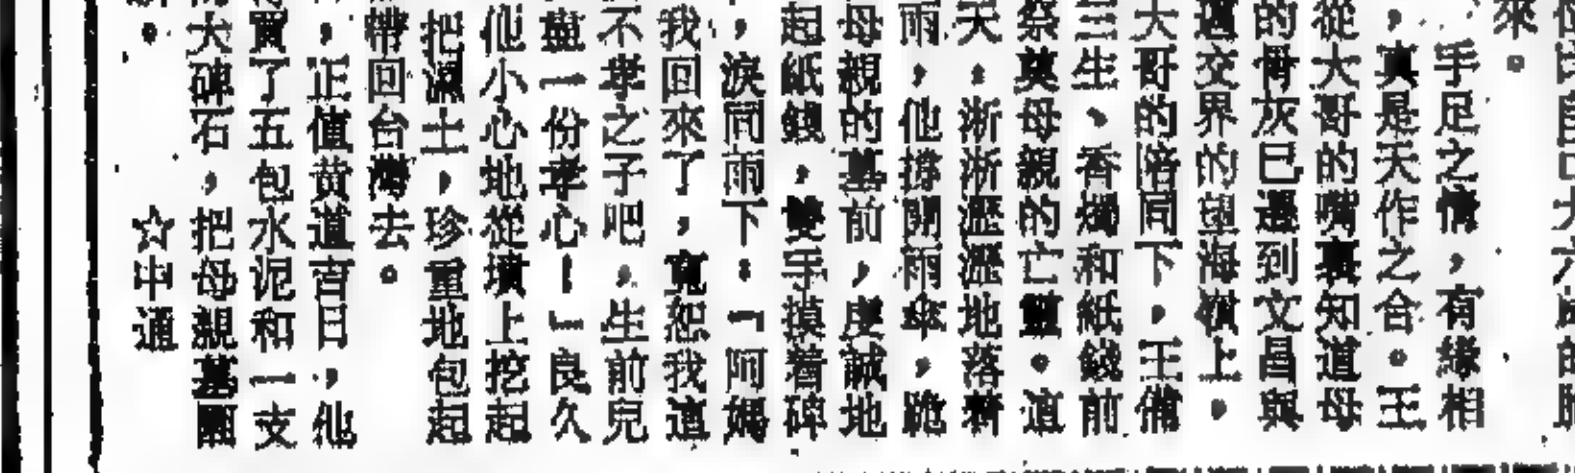 來。
手足之情，有緣相
，真是天作之合。王
從大哥的嘴裏知道母
的骨灰已遷到文昌與
邁交界的望海嶺上，
大哥的陪同下，王備
三生、香燭和紙錢前
祭奠母親的亡靈。這
天，淅淅瀝瀝地落着
雨，他撐開雨傘，跪
母親的墓前，虔誠地
起紙錢，雙手摸着碑
，淚同雨下：「阿媽
我回來了，寬恕我這
不孝之子吧，生前兒
盡一份孝心！」良久
他小心地從墳上挖起
把濕土，珍重地包起
帶回台灣去。
，正值黄道吉日，他
買了五包水泥和一支
大碑石，把母親墓圈
☆中通